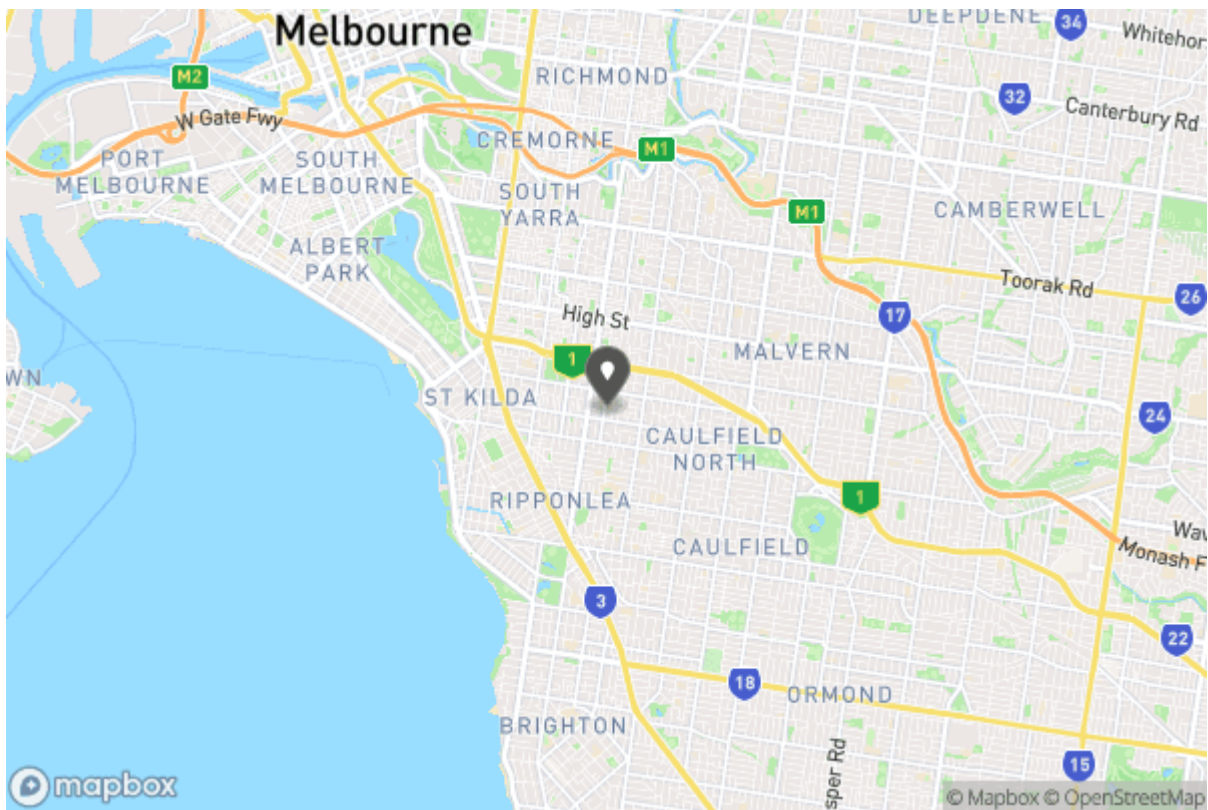 DEEPDENE
34
Whitehor
Melbourne
M2
RICHMOND
32
Canterbury Rd
W Gate Fwy
CREMORNE
M1
PORT
MELBOURNE
SOUTH
MELBOURNE
SOUTH
YARRA
M1
CAMBERWELL
ALBERT
PARK
Toorak Rd
26
High St
17
MALVERN
1
WN
ST KILDA
24
CAULFIELD
NORTH
RIPPONLEA
1
CAULFIELD
Wav
Monash F
3
22
18
ORMOND
BRIGHTON
sper Rd
15
mapbox
© Mapbox © OpenStreetMap